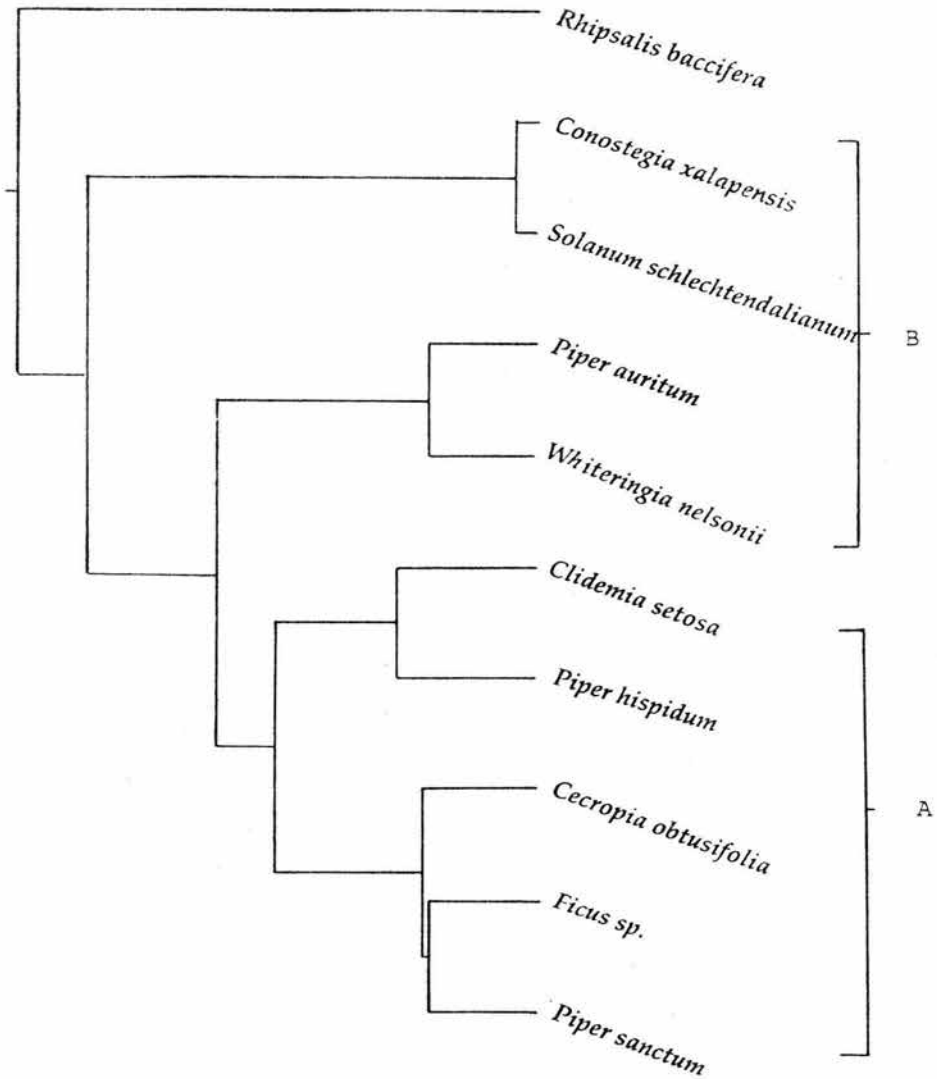 Rhipsalis baccifera
Conostegia xalapensis
Solanum schlechtendalianum
B
Piper auritum
Whiteringia nelsonii
Clidemia setosa
Piper hispidum
A
Cecropia obtusifolia
Ficus sp.
Piper sanctum